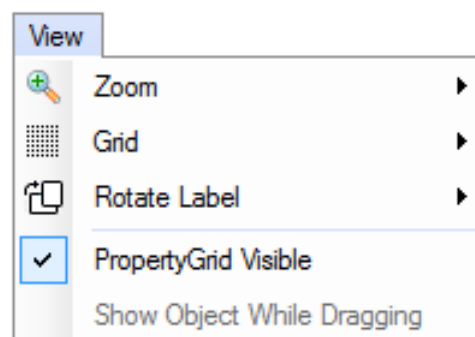 View
Zoom
Grid
Rotate Label
PropertyGrid Visible
Show Object While Dragging